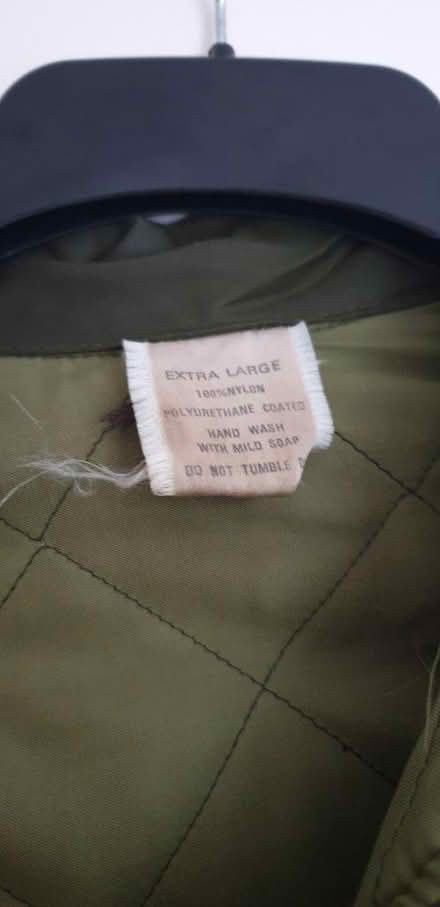 EXTRA LARGE
100%NYLON
POLYURETHANE COATED
HAND WASH
WITH MILD SOAP
DO NOT TUMBLE D